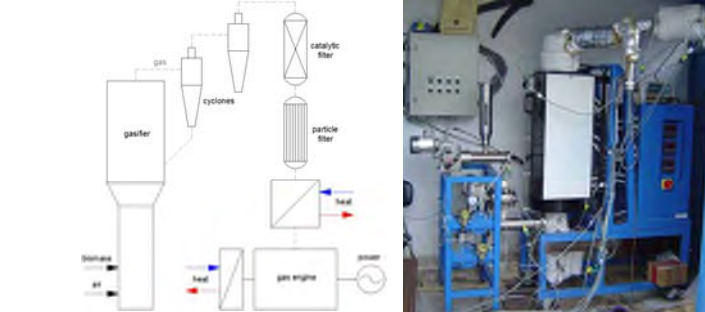 gas
catalytic
filter
cyclones
gasifier
particle
filter
heat
biomass
air
heat
gas engine
power